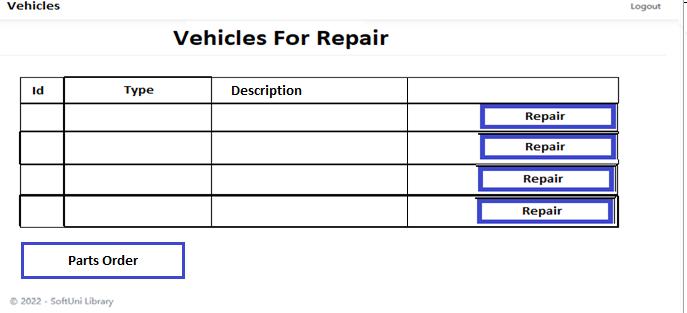 Vehicles Logout
Vehicles For Repair
Id Type Description
Repair
Repair
Repair
Repair
Parts Order
© 2022 - SoftUni Library